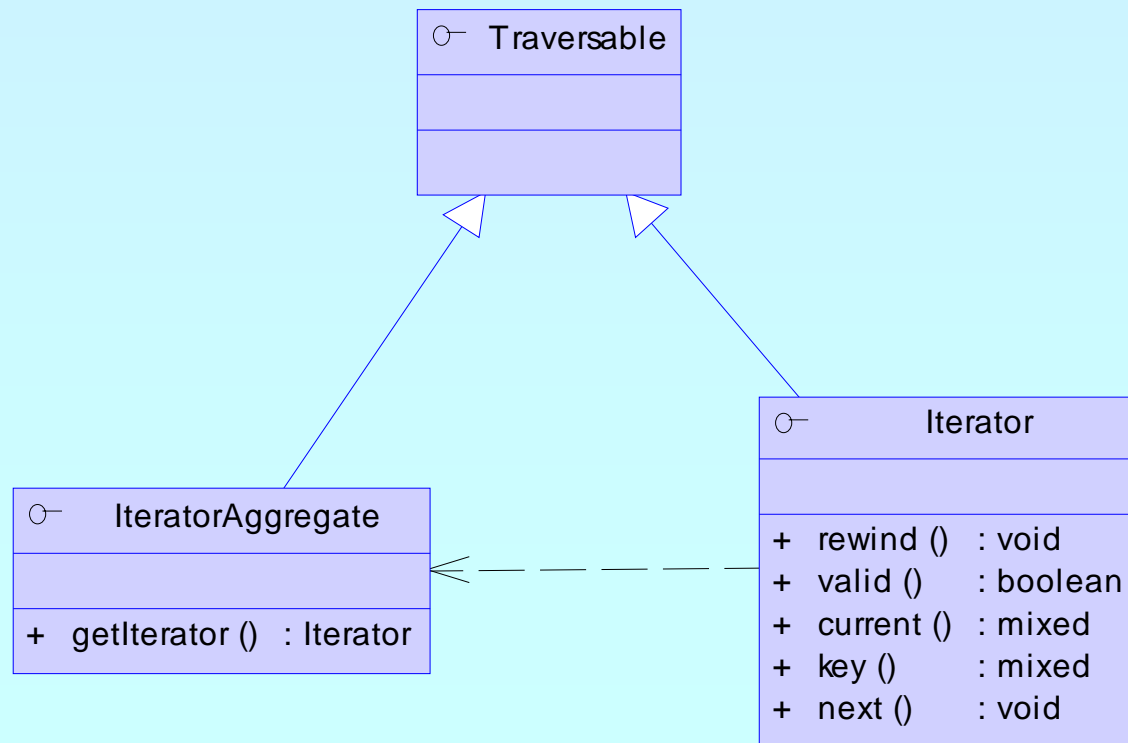 Traversable
Iterator
+ rewind () : void
+ valid () : boolean
+ current () : mixed
+ key () : mixed
+ next () : void
IteratorAggregate
+ getIterator () : Iterator